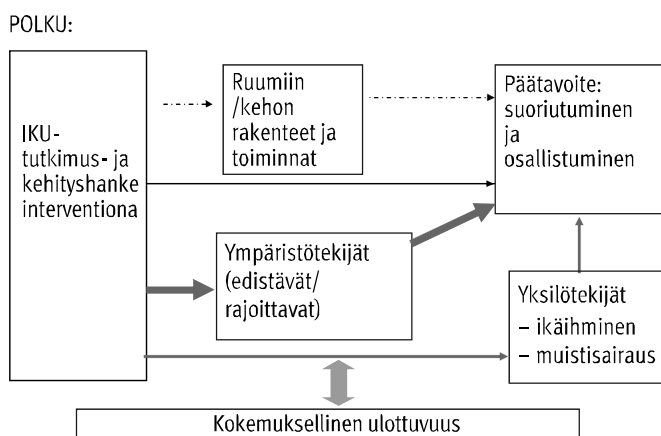 POLKU:
IKU-
tutkimus- ja
kehityshanke
interventiona
Ruumiin
/kehon
rakenteet ja
toiminnat
Päätavoite:
suoriutuminen
ja
osallistuminen
Ympäristötekijät
(edistävät/
rajoittavat)
Yksilötekijät
– ikäihminen
– muistisairaus
Kokemuksellinen ulottuvuus